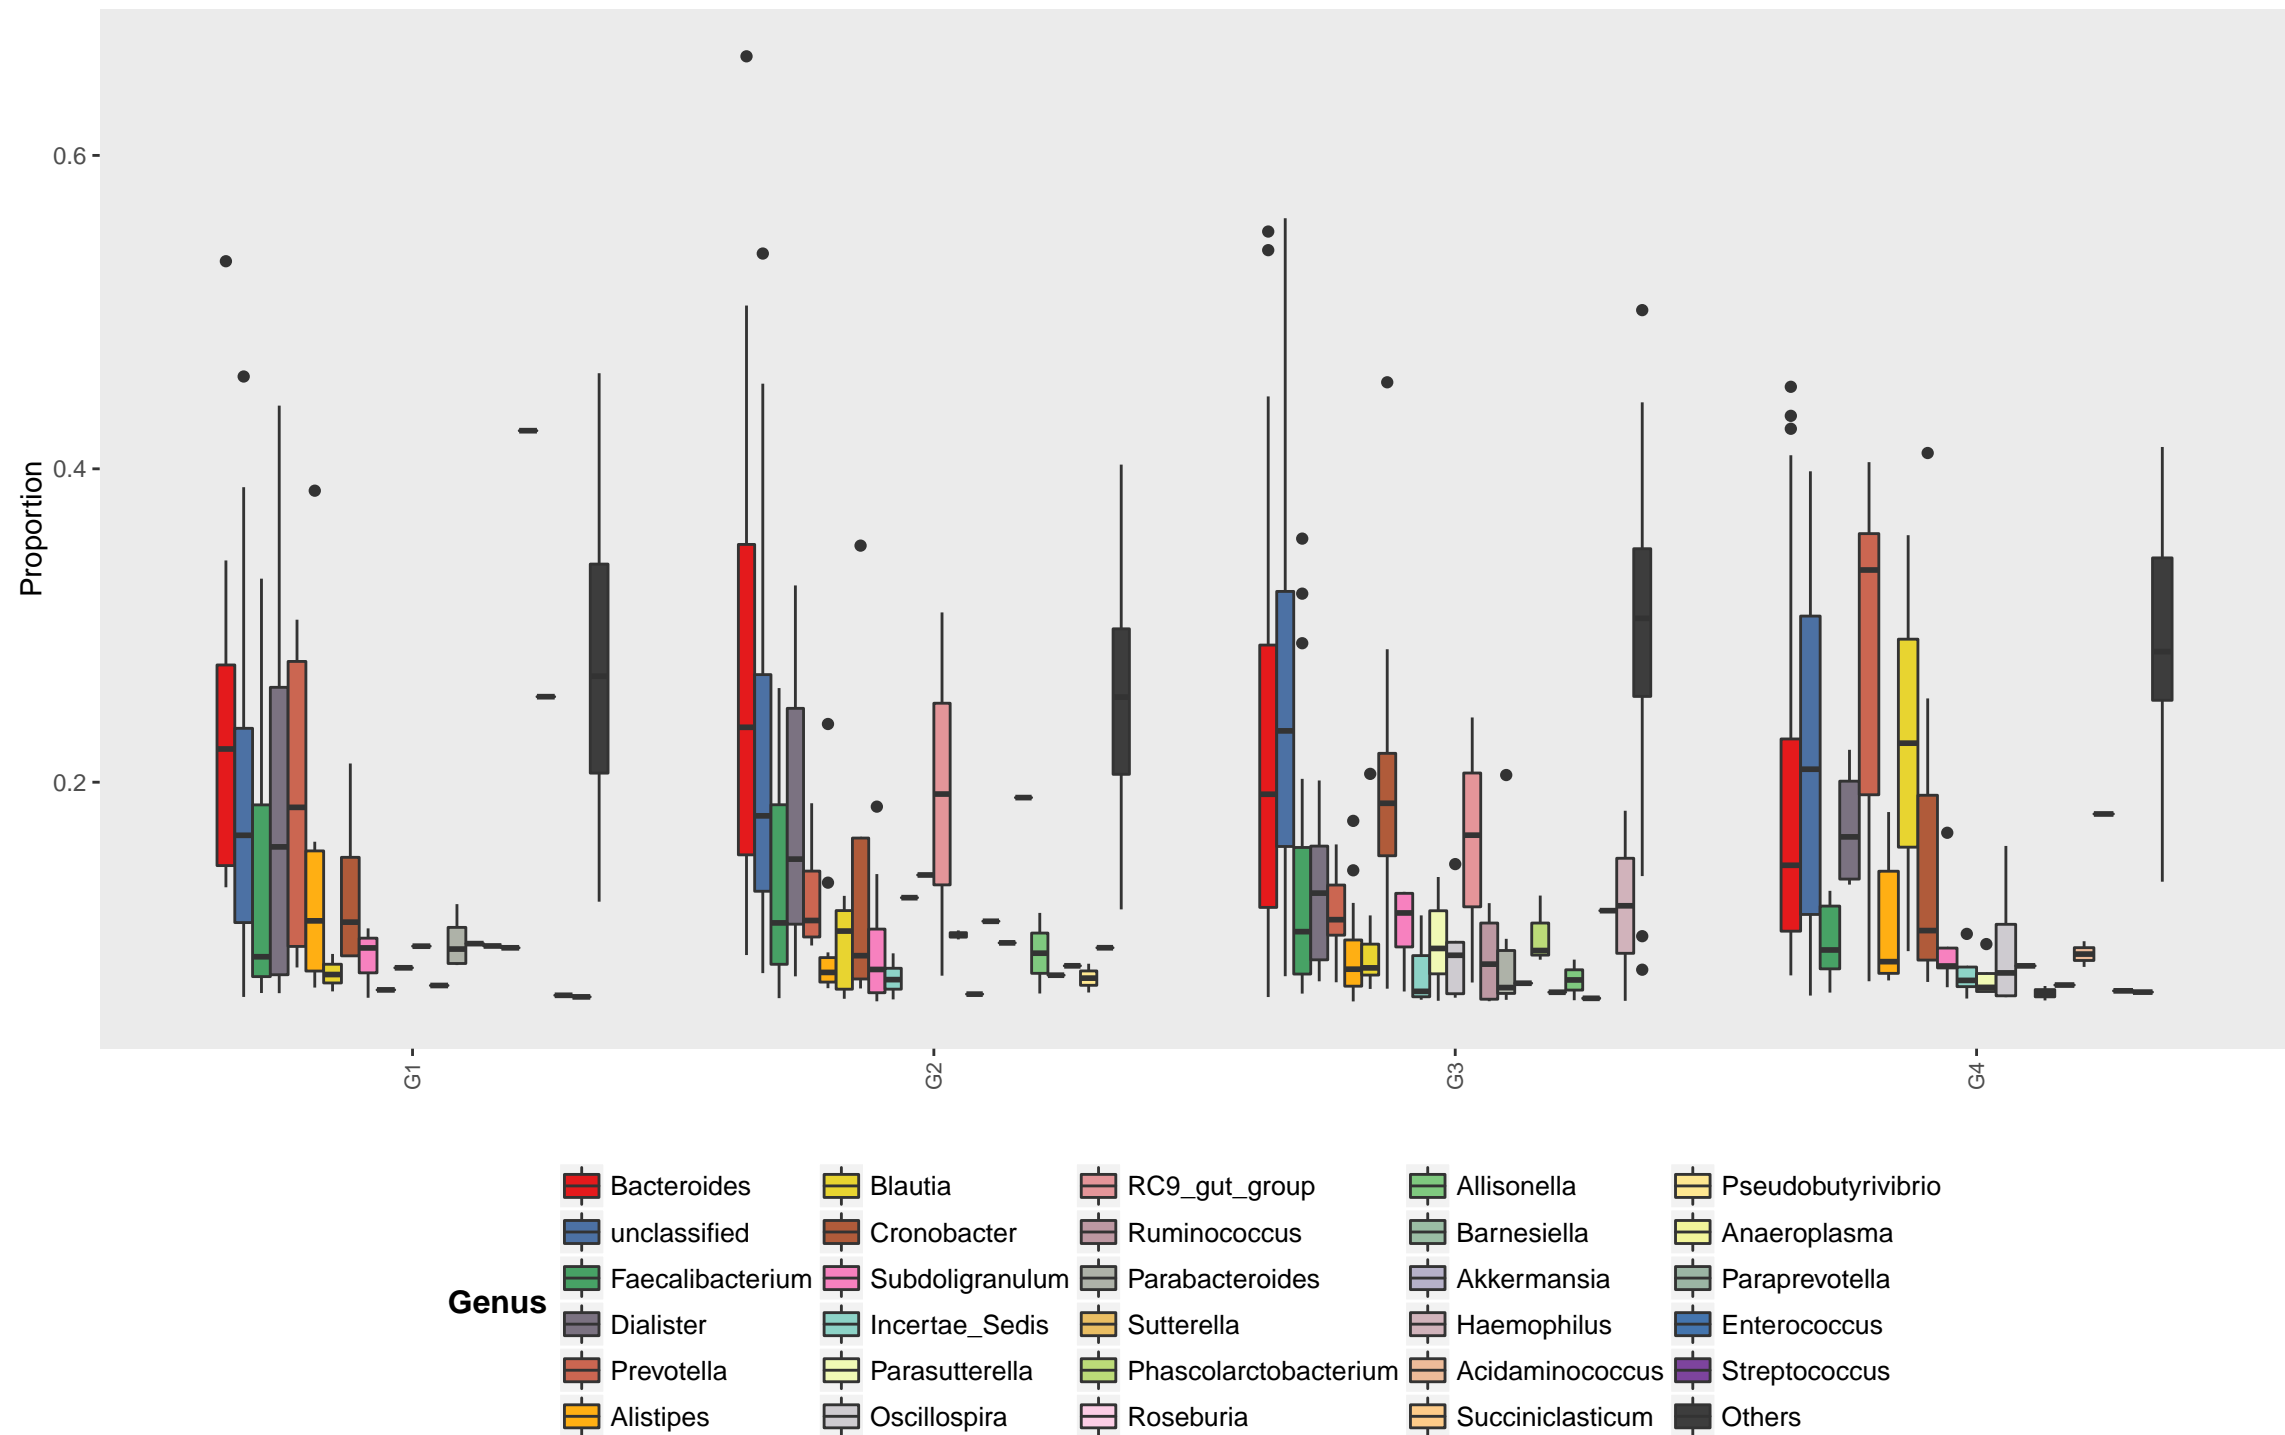 Proportion
0.6
0.4
0.2
G1
G2
G3
G4
Genus
Bacteroides
unclassified
Faecalibacterium
Dialister
Prevotella
Alistipes
Blautia
Cronobacter
Subdoligranulum
Incertae_Sedis
Parasutterella
Oscillospira
RC9_gut_group
Ruminococcus
Parabacteroides
Sutterella
Phascolarctobacterium
Roseburia
Allisonella
Barnesiella
Akkermansia
Haemophilus
Acidaminococcus
Succiniclasticum
Pseudobutyrivibrio
Anaeroplasma
Paraprevotella
Enterococcus
Streptococcus
Others